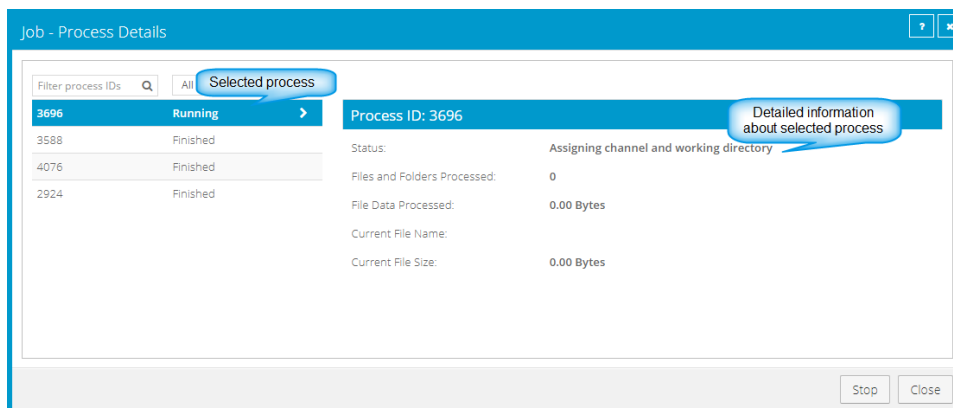 Job - Process Details
?
Filter process IDs
All
Selected process
3696 Running
3588 Finished
4076 Finished
2924 Finished
Process ID: 3696
Detailed information
about selected process
Status: Assigning channel and working directory
Files and Folders Processed: 0
File Data Processed: 0.00 Bytes
Current File Name:
Current File Size: 0.00 Bytes
Stop Close